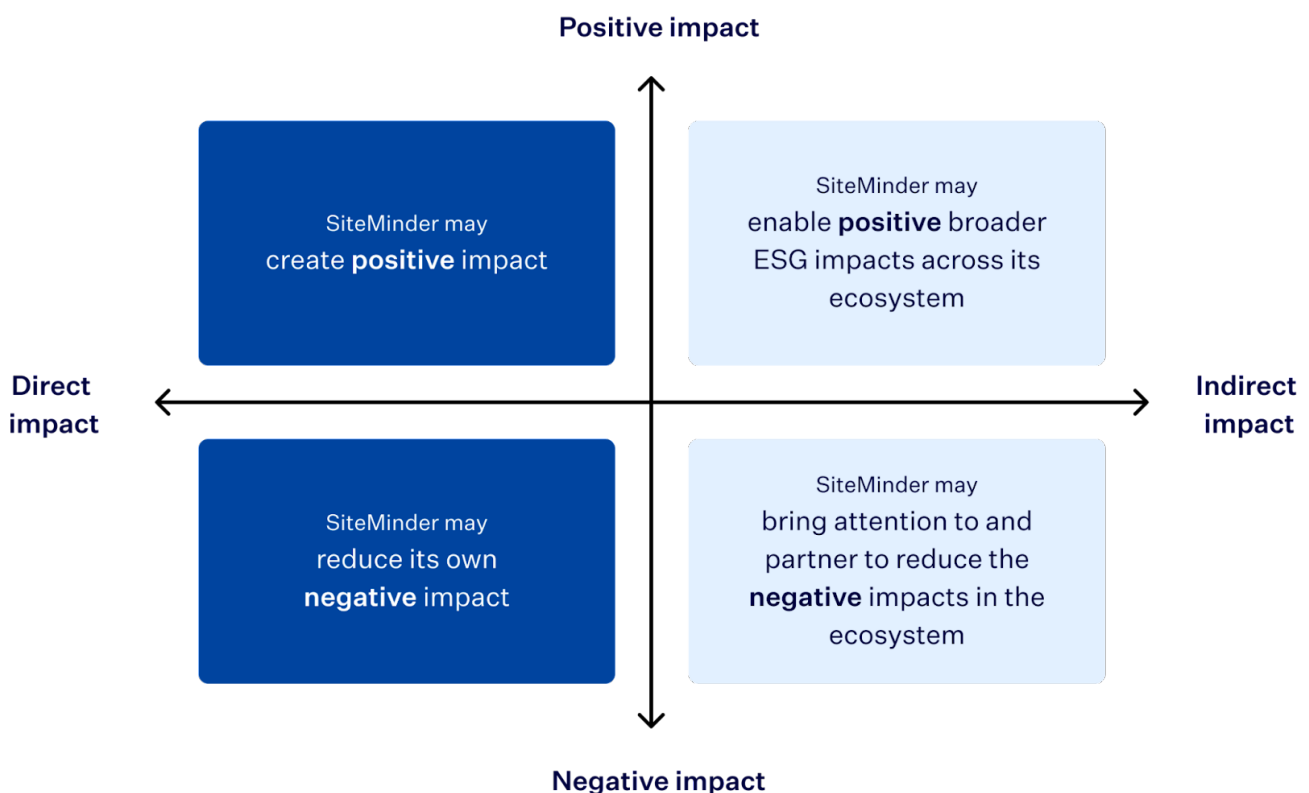 Positive impact
SiteMinder may
create positive impact
SiteMinder may
enable positive broader
ESG impacts across its
ecosystem
Direct
impact
Indirect
impact
SiteMinder may
reduce its own
negative impact
SiteMinder may
bring attention to and
partner to reduce the
negative impacts in the
ecosystem
Negative impact